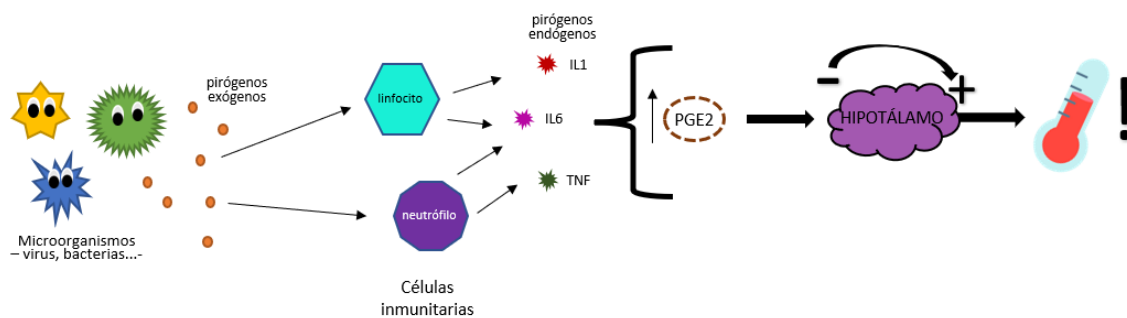 pirógenos
exógenos
Microorganismos
– virus, bacterias...-
linfocito
neutrófilo
Células
inmunitarias
pirógenos
endógenos
IL1
IL6
TNF
PGE2
–
+
HIPOTÁLAMO
!